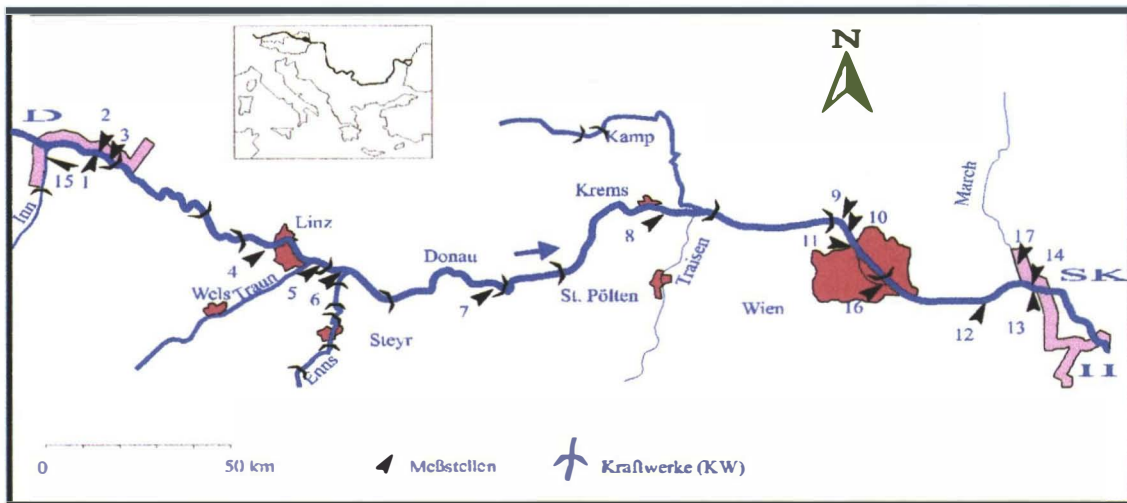 N
D
2
3
15
1
Inn
Kamp
Krems
8
March
9
10
11
17
14
SK
Linz
4
Wels
Traun
5
6
Donau
7
St. Pölten
Traisen
Wien
16
12
13
Steyr
Enns
0
50 km
Meßstellen
Kraftwerke (KW)